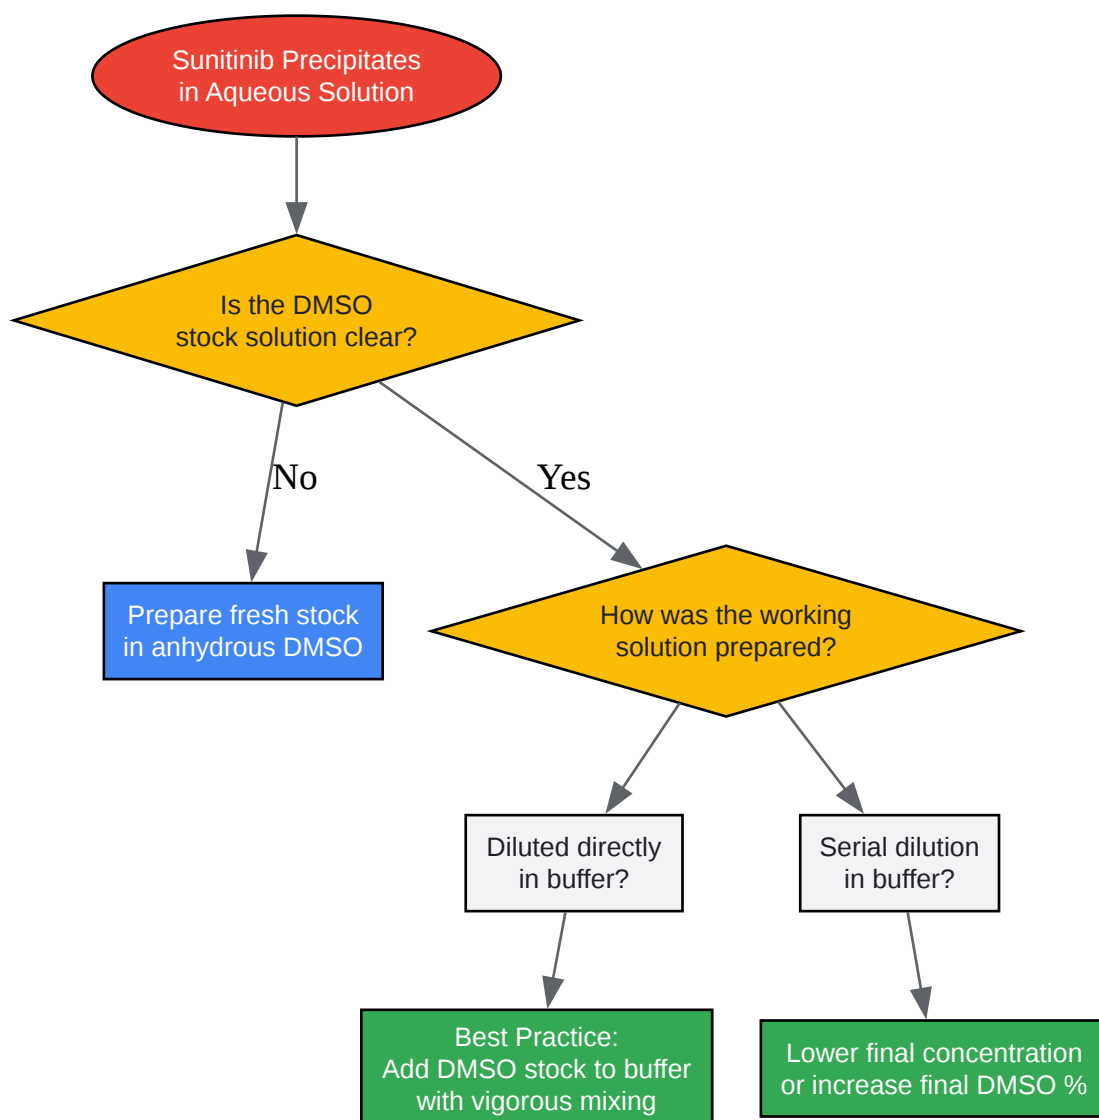 Sunitinib Precipitates
in Aqueous Solution
Is the DMSO
stock solution clear?
No
Yes
Prepare fresh stock
in anhydrous DMSO
How was the working
solution prepared?
Diluted directly
in buffer?
Serial dilution
in buffer?
Best Practice:
Add DMSO stock to buffer
with vigorous mixing
Lower final concentration
or increase final DMSO %